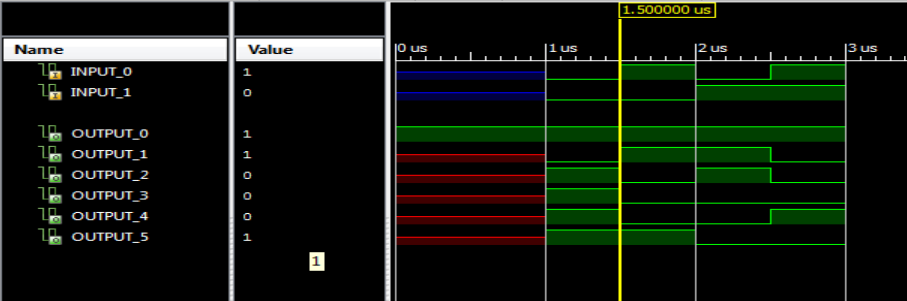 1.500000 us
Name Value 0 us 1 us 2 us 3 us
INPUT_0 1
INPUT_1 0
OUTPUT_0 1
OUTPUT_1 1
OUTPUT_2 0
OUTPUT_3 0
OUTPUT_4 0
OUTPUT_5 1
1